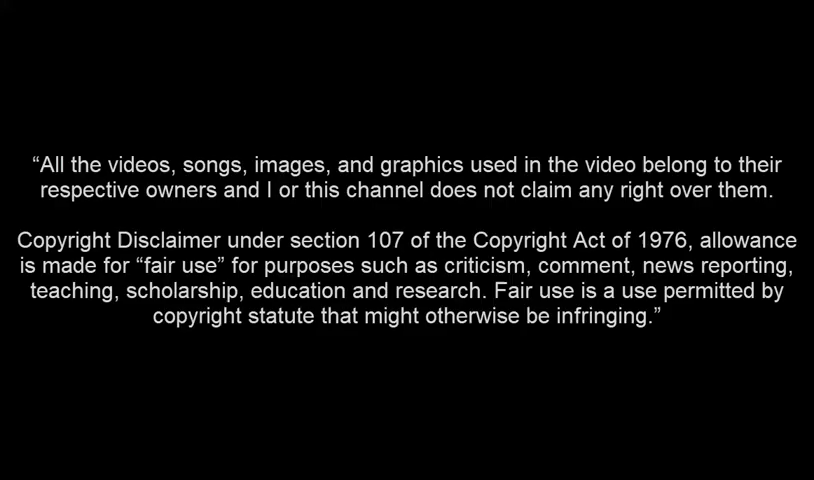 “All the videos, songs, images, and graphics used in the video belong to their
respective owners and I or this channel does not claim any right over them.
Copyright Disclaimer under section 107 of the Copyright Act of 1976, allowance
is made for “fair use” for purposes such as criticism, comment, news reporting,
teaching, scholarship, education and research. Fair use is a use permitted by
copyright statute that might otherwise be infringing.”